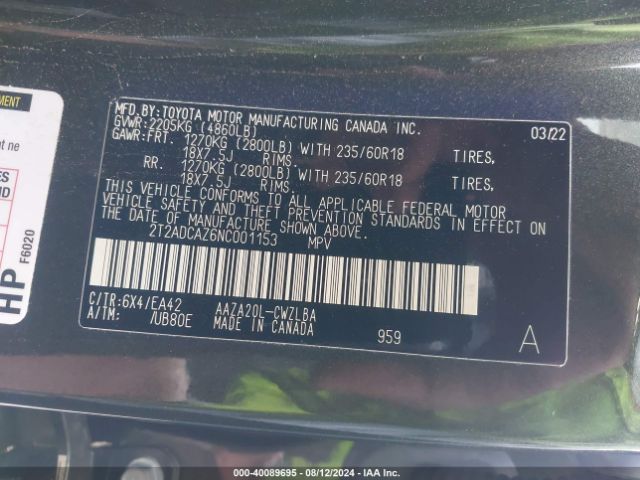 MENT
t ne
ES
ND
HP
F6020
MFD.BY:TOYOTA MOTOR MANUFACTURING CANADA INC.
GVWR:2205KG (4860LB) 03/22
GAWR:FRT. 1270KG (2800LB) WITH 235/60R18 TIRES,
18X7.5J RIMS.
RR. 1270KG (2800LB) WITH 235/60R18 TIRES,
18X7.5J RIMS.
THIS VEHICLE CONFORMS TO ALL APPLICABLE FEDERAL MOTOR
VEHICLE SAFETY AND THEFT PREVENTION STANDARDS IN EFFECT ON
THE DATE OF MANUFACTURE SHOWN ABOVE.
2T2ADCAZ6NC001153 MPV
C/TR:6X4/EA42 AAZA20L-CWZLBA
A/TM: /UB80E MADE IN CANADA 959 A
000-40089695 - 08/12/2024 - IAA Inc.